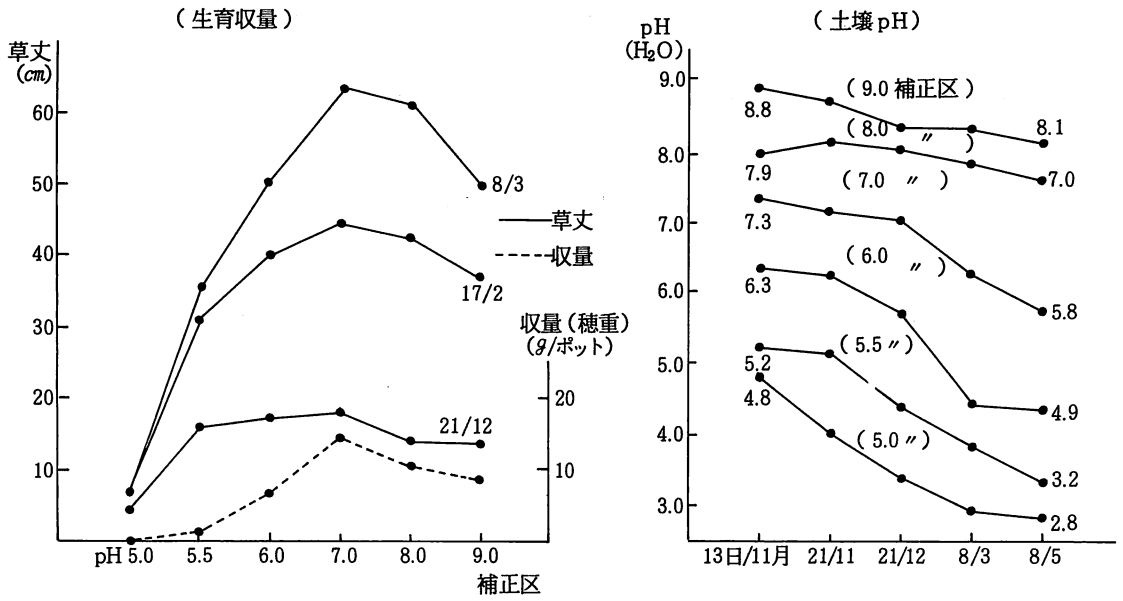 （生育収量）
草丈
(cm)
60
50
40
30
20
10
8/3
17/2
21/12
草丈
収量
収量（穂重）
(g/ポット)
20
10
pH 5.0 5.5 6.0 7.0 8.0 9.0
補正区
（土壌pH）
pH
(H₂O)
9.0
8.0
7.0
6.0
5.0
4.0
3.0
（9.0 補正区）
8.8
8.1
（8.0 〃 ）
7.9
7.0
（7.0 〃 ）
7.3
5.8
（6.0 〃 ）
6.3
4.9
（5.5〃）
5.2
3.2
（5.0〃）
4.8
2.8
13日/11月 21/11 21/12 8/3 8/5